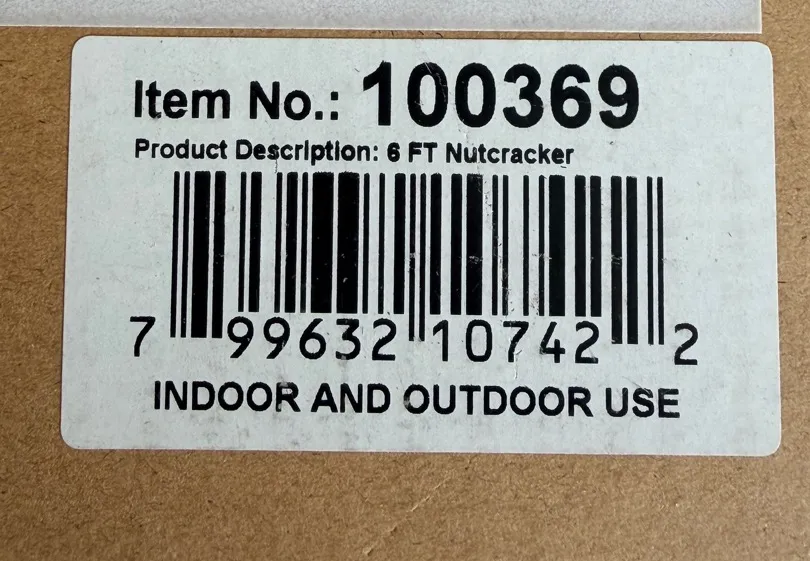 Item No.: 100369
Product Description: 6 FT Nutcracker
7 99632 10742 2
INDOOR AND OUTDOOR USE